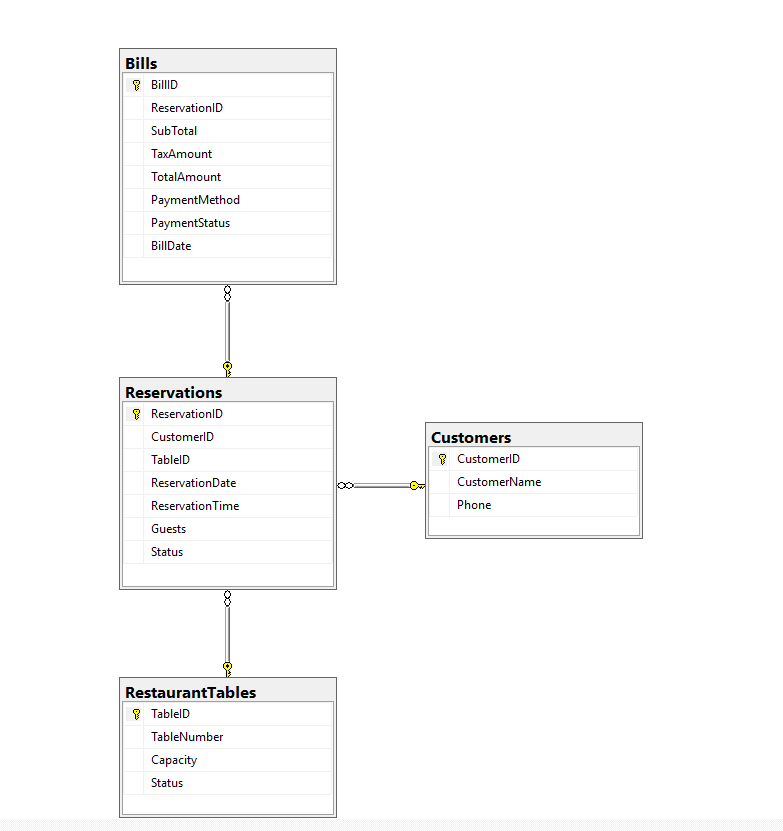 Bills
BillID
ReservationID
SubTotal
TaxAmount
TotalAmount
PaymentMethod
PaymentStatus
BillDate
Reservations
ReservationID
CustomerID
TableID
ReservationDate
ReservationTime
Guests
Status
Customers
CustomerID
CustomerName
Phone
RestaurantTables
TableID
TableNumber
Capacity
Status